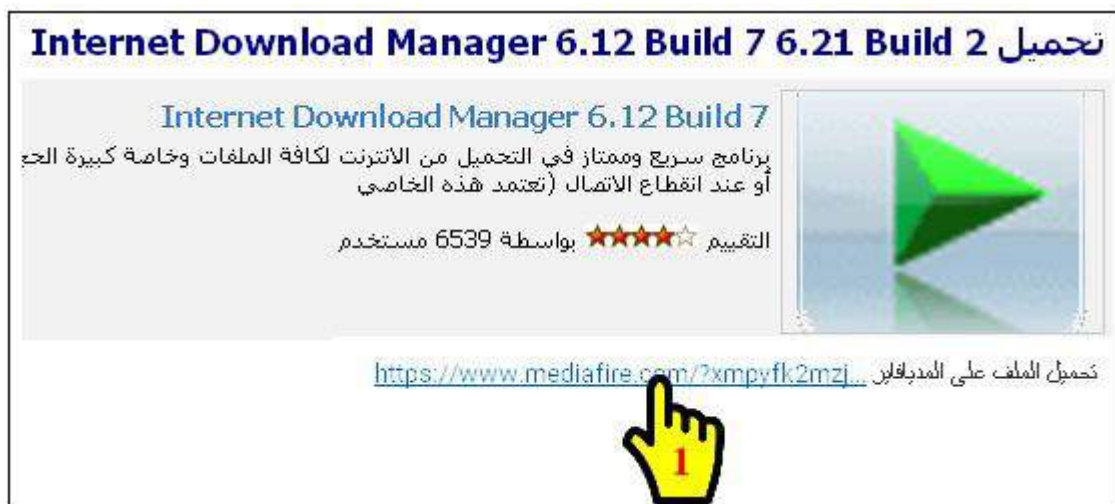 تحميل Internet Download Manager 6.12 Build 7 6.21 Build 2
Internet Download Manager 6.12 Build 7
برنامج سريع وممتاز في التحميل من الانترنت لكافة الملفات وخاصة كبيرة
أو عند انقطاع الاتصال (تعتمد هذه الخاصي
التقييم بواسطة 6539 مستخدم
تحميل الملف على الميديافاير https://www.mediafire.com/?xmpyfk2mzj...
1